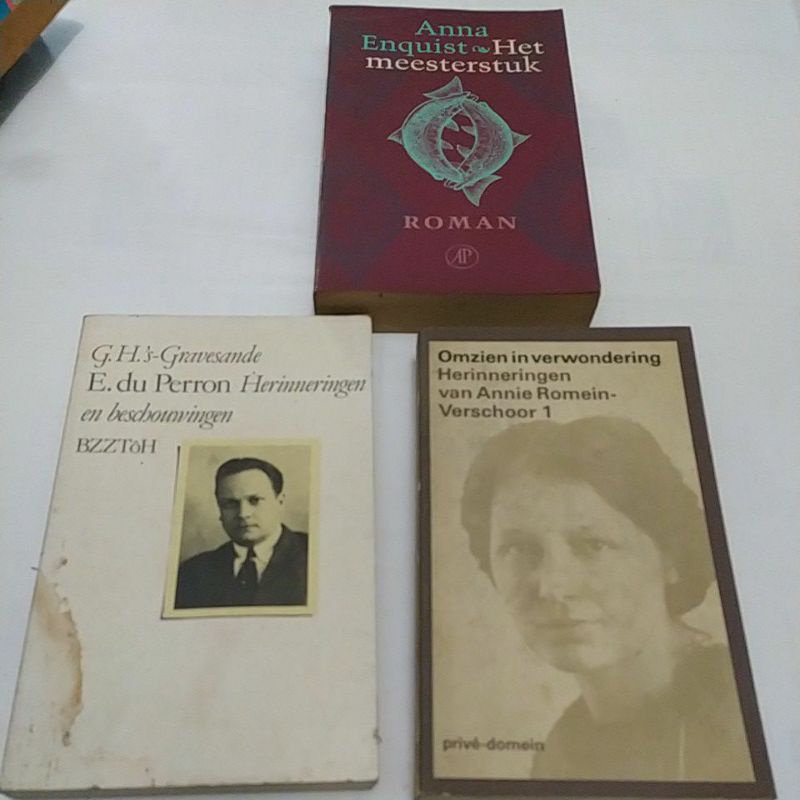 Anna
Enquist ❧ Het
meesterstuk
ROMAN
AP
G.H.'s-Gravesande
E. du Perron Herinneringen
en beschouwingen
BZZTôH
Omzien in verwondering
Herinneringen
van Annie Romein-
Verschoor 1
privé-domein